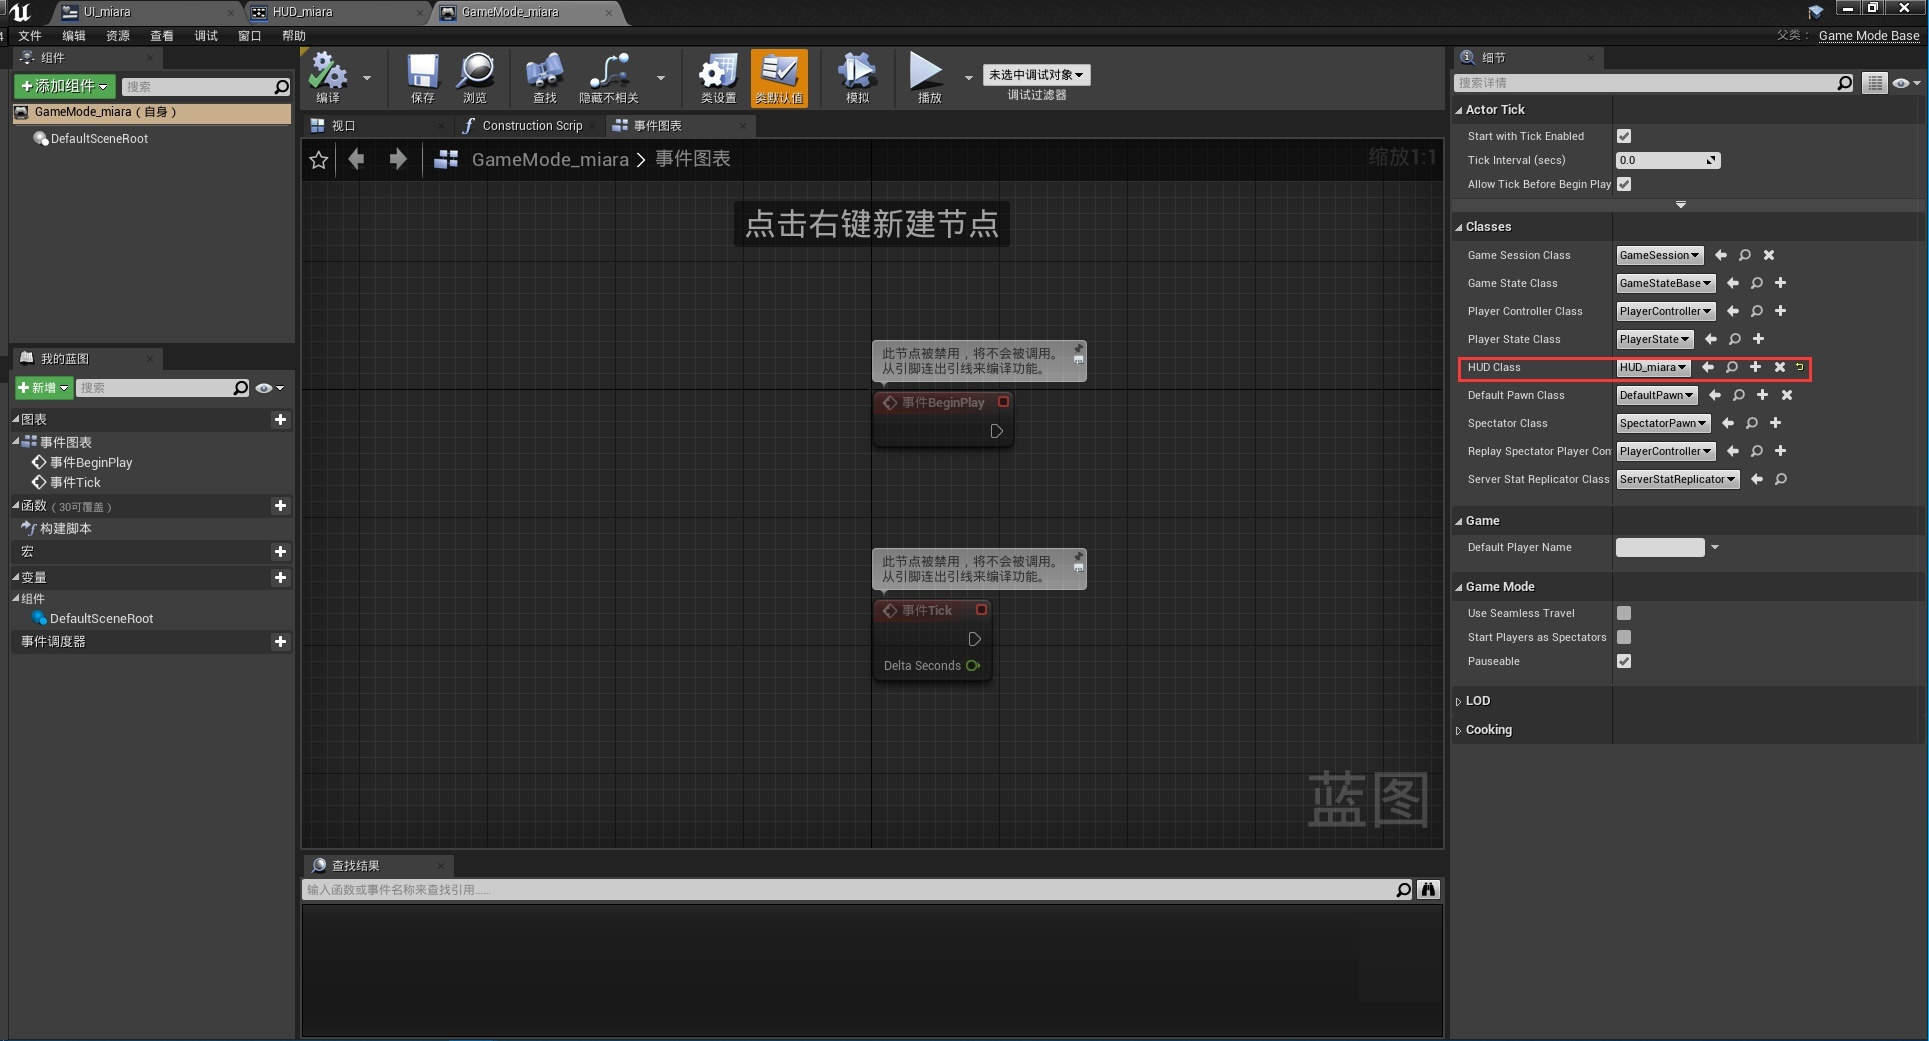 UI_miara
HUD_miara
GameMode_miara
文件 编辑 资源 查看 调试 窗口 帮助
父类： Game Mode Base
组件
添加组件
搜索
GameMode_miara（自身）
DefaultSceneRoot
我的蓝图
新增
搜索
图表
事件图表
事件BeginPlay
事件Tick
函数（30可覆盖）
构建脚本
宏
变量
组件
DefaultSceneRoot
事件调度器
编译
保存
浏览
查找
隐藏不相关
类设置
类默认值
模拟
播放
未选中调试对象
调试过滤器
视口
Construction Scrip
事件图表
GameMode_miara > 事件图表
缩放1:1
点击右键新建节点
此节点被禁用，将不会被调用。
从引脚连出引线来编译功能。
事件BeginPlay
此节点被禁用，将不会被调用。
从引脚连出引线来编译功能。
事件Tick
Delta Seconds
蓝图
查找结果
输入函数或事件名称来查找引用......
细节
搜索详情
Actor Tick
Start with Tick Enabled
Tick Interval (secs) 0.0
Allow Tick Before Begin Play
Classes
Game Session Class GameSession
Game State Class GameStateBase
Player Controller Class PlayerController
Player State Class PlayerState
HUD Class HUD_miara
Default Pawn Class DefaultPawn
Spectator Class SpectatorPawn
Replay Spectator Player Con PlayerController
Server Stat Replicator Class ServerStatReplicator
Game
Default Player Name
Game Mode
Use Seamless Travel
Start Players as Spectators
Pauseable
LOD
Cooking